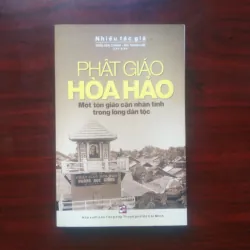 Nhiều tác giả
PHẬT GIÁO
HÒA HẢO
Một tôn giáo cận nhân tình
trong lòng dân tộc